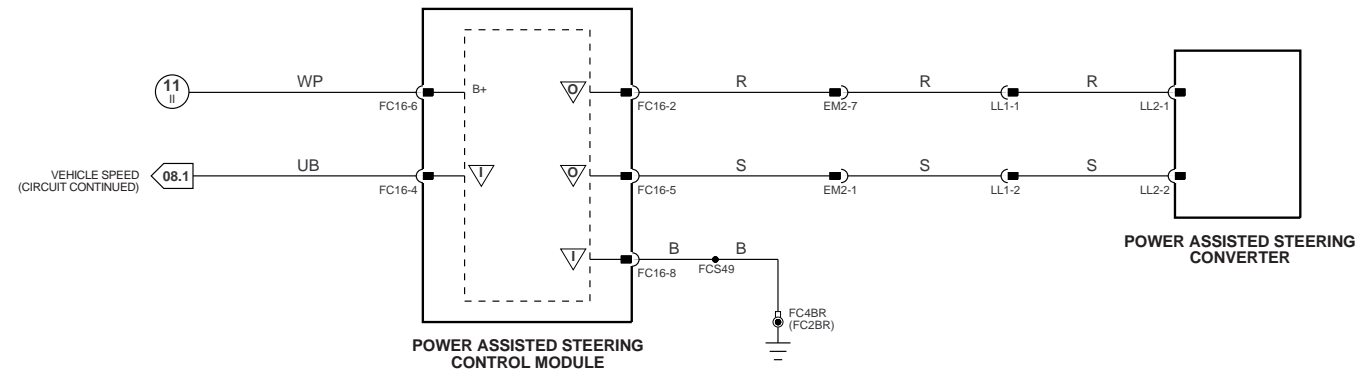 11
II
WP
FC16-6
B+
O
FC16-2
R
EM2-7
R
LL1-1
R
LL2-1
VEHICLE SPEED
(CIRCUIT CONTINUED)
08.1
UB
FC16-4
I
O
FC16-5
S
EM2-1
S
LL1-2
S
LL2-2
I
FC16-8
B
FCS49
B
FC4BR
(FC2BR)
POWER ASSISTED STEERING
CONTROL MODULE
POWER ASSISTED STEERING
CONVERTER